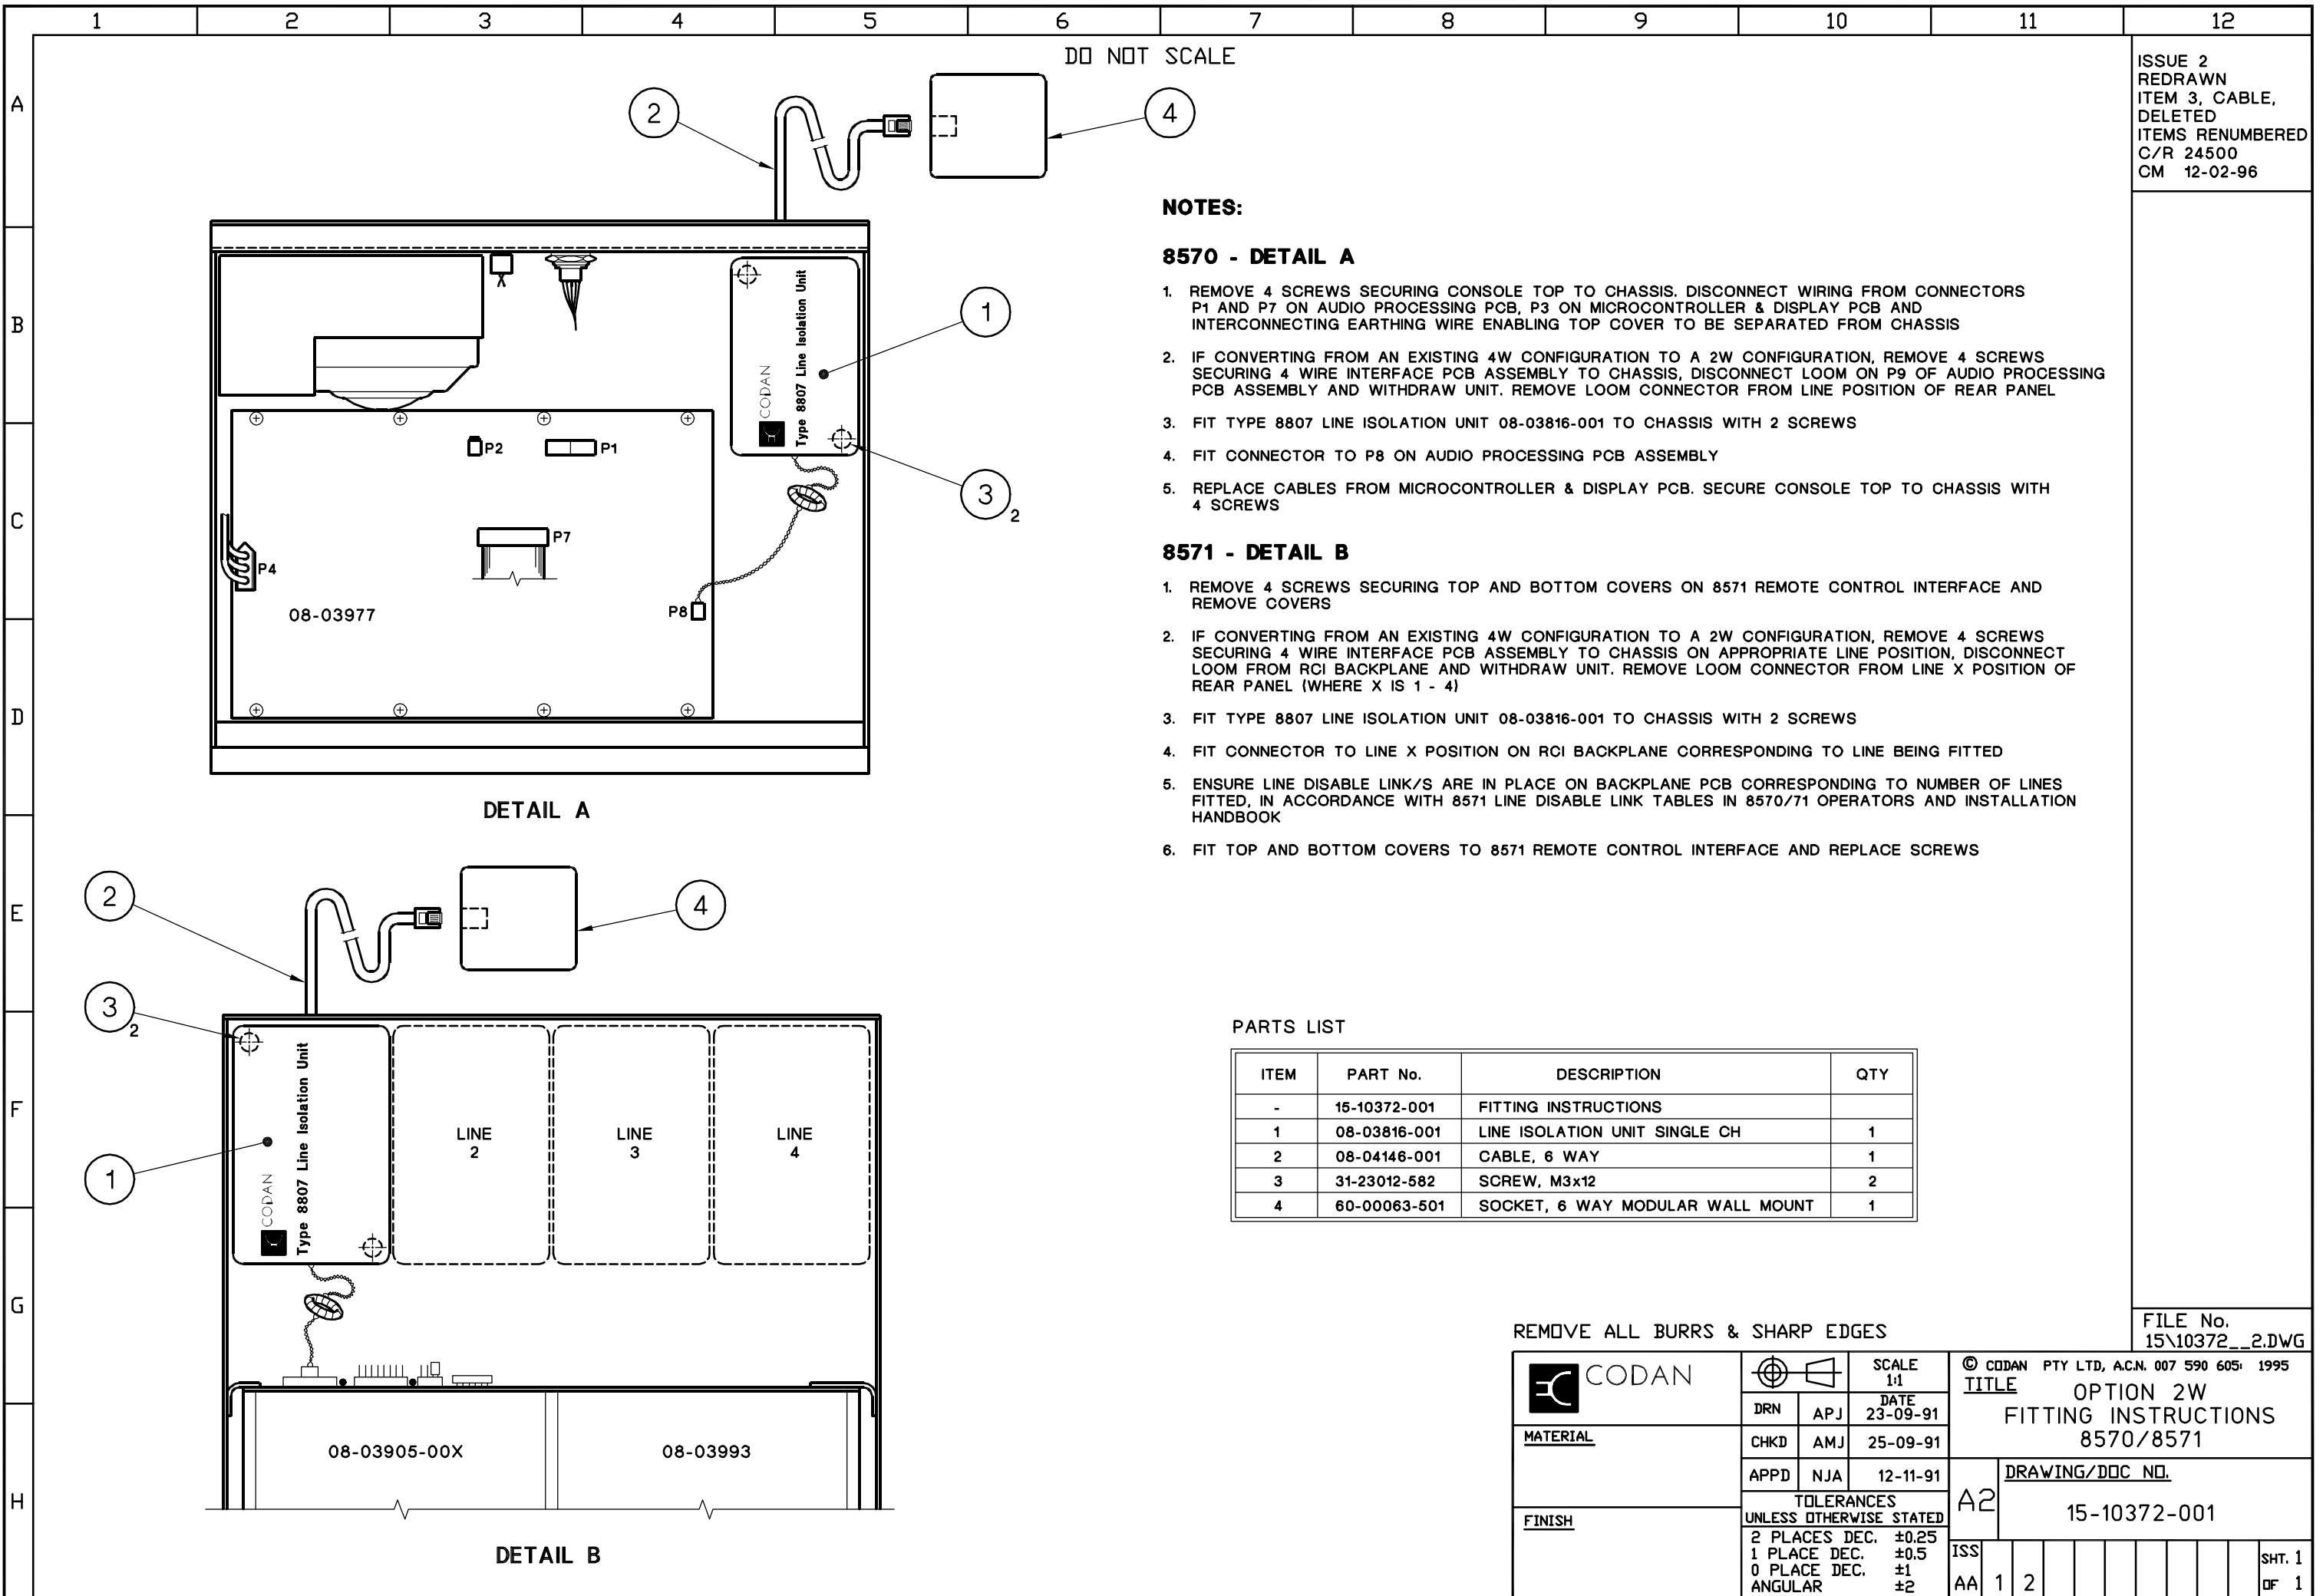 1 2 3 4 5 6 7 8 9 10 11 12
DO NOT SCALE
A
B
C
D
E
F
G
H
ISSUE 2
REDRAWN
ITEM 3, CABLE,
DELETED
ITEMS RENUMBERED
C/R 24500
CM 12-02-96
2
4
1
3
2
CODAN
Type 8807 Line Isolation Unit
P2
P1
P7
P4
P8
08-03977
DETAIL A
NOTES:
8570 - DETAIL A
1. REMOVE 4 SCREWS SECURING CONSOLE TOP TO CHASSIS. DISCONNECT WIRING FROM CONNECTORS
P1 AND P7 ON AUDIO PROCESSING PCB, P3 ON MICROCONTROLLER & DISPLAY PCB AND
INTERCONNECTING EARTHING WIRE ENABLING TOP COVER TO BE SEPARATED FROM CHASSIS
2. IF CONVERTING FROM AN EXISTING 4W CONFIGURATION TO A 2W CONFIGURATION, REMOVE 4 SCREWS
SECURING 4 WIRE INTERFACE PCB ASSEMBLY TO CHASSIS, DISCONNECT LOOM ON P9 OF AUDIO PROCESSING
PCB ASSEMBLY AND WITHDRAW UNIT. REMOVE LOOM CONNECTOR FROM LINE POSITION OF REAR PANEL
3. FIT TYPE 8807 LINE ISOLATION UNIT 08-03816-001 TO CHASSIS WITH 2 SCREWS
4. FIT CONNECTOR TO P8 ON AUDIO PROCESSING PCB ASSEMBLY
5. REPLACE CABLES FROM MICROCONTROLLER & DISPLAY PCB. SECURE CONSOLE TOP TO CHASSIS WITH
4 SCREWS
8571 - DETAIL B
1. REMOVE 4 SCREWS SECURING TOP AND BOTTOM COVERS ON 8571 REMOTE CONTROL INTERFACE AND
REMOVE COVERS
2. IF CONVERTING FROM AN EXISTING 4W CONFIGURATION TO A 2W CONFIGURATION, REMOVE 4 SCREWS
SECURING 4 WIRE INTERFACE PCB ASSEMBLY TO CHASSIS ON APPROPRIATE LINE POSITION, DISCONNECT
LOOM FROM RCI BACKPLANE AND WITHDRAW UNIT. REMOVE LOOM CONNECTOR FROM LINE X POSITION OF
REAR PANEL (WHERE X IS 1 - 4)
3. FIT TYPE 8807 LINE ISOLATION UNIT 08-03816-001 TO CHASSIS WITH 2 SCREWS
4. FIT CONNECTOR TO LINE X POSITION ON RCI BACKPLANE CORRESPONDING TO LINE BEING FITTED
5. ENSURE LINE DISABLE LINK/S ARE IN PLACE ON BACKPLANE PCB CORRESPONDING TO NUMBER OF LINES
FITTED, IN ACCORDANCE WITH 8571 LINE DISABLE LINK TABLES IN 8570/71 OPERATORS AND INSTALLATION
HANDBOOK
6. FIT TOP AND BOTTOM COVERS TO 8571 REMOTE CONTROL INTERFACE AND REPLACE SCREWS
2
4
3
2
1
CODAN
Type 8807 Line Isolation Unit
LINE
2
LINE
3
LINE
4
08-03905-00X
08-03993
DETAIL B
PARTS LIST
ITEM PART No. DESCRIPTION QTY
- 15-10372-001 FITTING INSTRUCTIONS
1 08-03816-001 LINE ISOLATION UNIT SINGLE CH 1
2 08-04146-001 CABLE, 6 WAY 1
3 31-23012-582 SCREW, M3x12 2
4 60-00063-501 SOCKET, 6 WAY MODULAR WALL MOUNT 1
REMOVE ALL BURRS & SHARP EDGES
FILE No.
15\10372__2.DWG
CODAN
MATERIAL
FINISH
SCALE
1:1
DATE
DRN APJ 23-09-91
CHKD AMJ 25-09-91
APPD NJA 12-11-91
TOLERANCES
UNLESS OTHERWISE STATED
2 PLACES DEC. ±0.25
1 PLACE DEC. ±0.5
0 PLACE DEC. ±1
ANGULAR ±2
© CODAN PTY LTD, A.C.N. 007 590 605: 1995
TITLE
OPTION 2W
FITTING INSTRUCTIONS
8570/8571
A2
DRAWING/DOC NO.
15-10372-001
ISS
AA 1 2
SHT. 1
OF 1